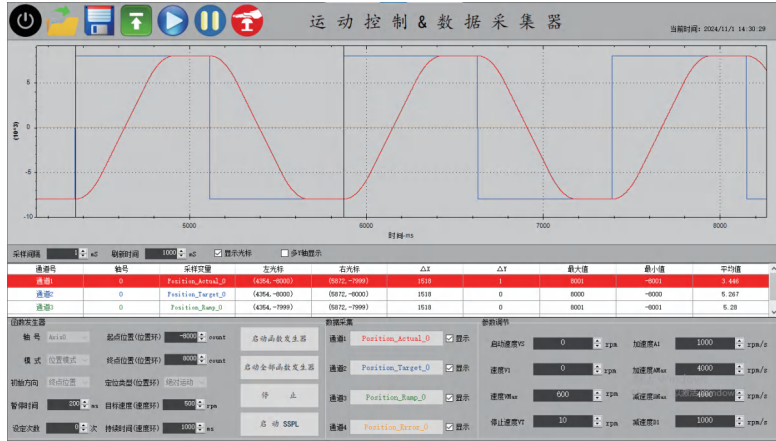 运动控制&数据采集器
当前时间: 2024/11/1 14:30:29
(10^3)
5
0
-5
-10
5000 6000 7000 8000
时间-ms
采样间隔 1 mS 刷新时间 1000 mS 显示光标 多Y轴显示
通道号 轴号 采样变量 左光标 右光标 △X △Y 最大值 最小值 平均值
通道1 0 Position_Actual_0 (4354,-8000) (5872,-7999) 1518 1 8001 -8001 3.446
通道2 0 Position_Target_0 (4354,-8000) (5872,-8000) 1518 0 8000 -8000 5.267
通道3 0 Position_Ramp_0 (4354,-7999) (5872,-7999) 1518 0 8001 -8001 5.28
函数发生器 数据采集 参数调节
轴 号 Axis0 起点位置(位置环) -8000 count 启动函数发生器 通道1 Position_Actual_0 显示 启动速度VS 0 rpm 加速度A1 1000 rpm/s
模 式 位置模式 终点位置(位置环) 8000 count 启动全部函数发生器 通道2 Position_Target_0 显示 速度V1 0 rpm 加速度AMax 4000 rpm/s
初始方向 终点位置 定位类型(位置环) 绝对运动 停 止 通道3 Position_Ramp_0 显示 速度VMax 600 rpm 减速度DMax 4000 rpm/s
暂停时间 200 ms 目标速度(速度环) 500 rpm
设定次数 0 次 持续时间(速度环) 1000 ms 启 动 SSPL 通道4 Position_Error_0 显示 停止速度VT 10 rpm 减速度D1 1000 rpm/s